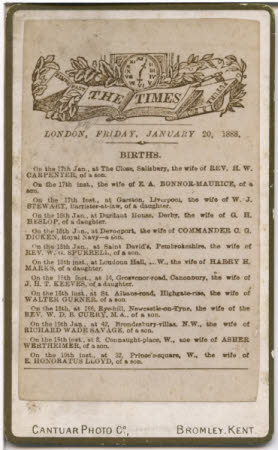 THE TIMES
LONDON, FRIDAY, JANUARY 20, 1888.
BIRTHS.
On the 12th Jan., at The Close, Salisbury, the wife of REV. H. W.
CARPENTER, of a son.
On the 17th inst., the wife of E. A. BONNOR-MAURICE, of a
son.
On the 17th inst., at Garston, Liverpool, the wife of W. J.
STEWART, Barrister-at-law, of a daughter.
On the 18th Jan., at Durdant House, Derby, the wife of G. H.
HESLOP, of a daughter.
On the 18th Jan., at Devonport, the wife of COMMANDER C. G.
DICKEN, Royal Navy—a son.
On the 18th Jan., at Saint David's, Pembrokeshire, the wife of
REV. W. G. SPURRELL, of a son.
On the 18th inst., at Loudoun Hall, W., the wife of HARRY H.
MARKS, of a daughter.
On the 18th inst., at Grosvenor-road, Canonbury, the wife of
J. H. T. KEEVES, of a daughter.
On the 18th inst., at St. Albans-road, Highgate-rise, the wife of
WALTER GURNER, of a son.
On the 18th inst., at Rye-hill, Newcastle-on-Tyne, the wife of the
REV. W. D. B. CURRY, M.A., of a son.
On the 19th Jan., at 42, Brondesbury-villas, N.W., the wife of
RICHARD WADE SAVAGE, of a son.
On the 19th inst., at 2, Connaught-place, W., the wife of ASHER
WERTHEIMER, of a son.
On the 19th inst., at 32, Prince's-square, W., the wife of
E. HONORATUS LLOYD, of a son.
CANTUAR PHOTO Co. BROMLEY, KENT.